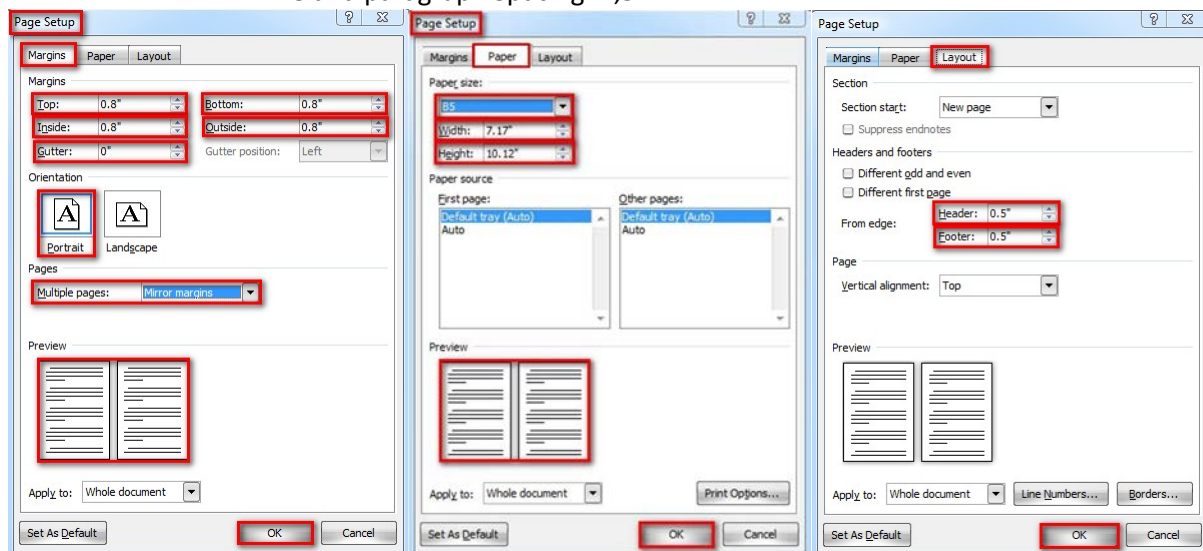 and paragraph spacing
Page Setup
Margins Paper Layout
Margins
Top: 0.8" Bottom: 0.8"
Inside: 0.8" Outside: 0.8"
Gutter: 0" Gutter position: Left
Orientation
A A
Portrait Landscape
Pages
Multiple pages: Mirror margins
Preview
Apply to: Whole document
Set As Default OK Cancel
Page Setup
Margins Paper Layout
Paper size:
B5
Width: 7.17"
Height: 10.12"
Paper source
First page: Other pages:
Default tray (Auto) Default tray (Auto)
Auto Auto
Preview
Apply to: Whole document Print Options...
Set As Default OK Cancel
Page Setup
Margins Paper Layout
Section
Section start: New page
Suppress endnotes
Headers and footers
Different odd and even
Different first page
From edge: Header: 0.5"
Footer: 0.5"
Page
Vertical alignment: Top
Preview
Apply to: Whole document Line Numbers... Borders...
Set As Default OK Cancel